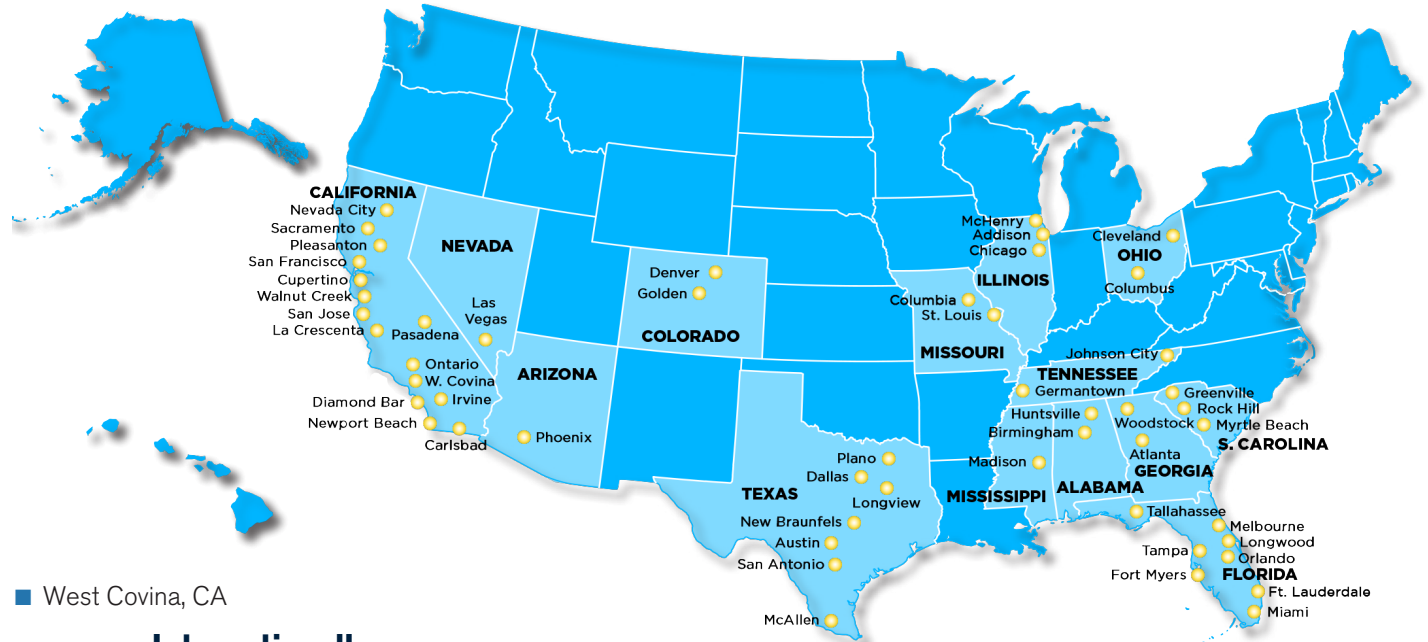 CALIFORNIA
Nevada City
Sacramento
Pleasanton
San Francisco
Cupertino
Walnut Creek
San Jose
La Crescenta
Pasadena
Ontario
W. Covina
Irvine
Diamond Bar
Newport Beach
Carlsbad
NEVADA
Las
Vegas
ARIZONA
Phoenix
Denver
Golden
COLORADO
TEXAS
Plano
Dallas
Longview
New Braunfels
Austin
San Antonio
McAllen
McHenry
Addison
Chicago
ILLINOIS
Columbia
St. Louis
MISSOURI
Cleveland
OHIO
Columbus
Johnson City
TENNESSEE
Germantown
Huntsville
Birmingham
ALABAMA
Madison
MISSISSIPPI
Woodstock
Atlanta
GEORGIA
Greenville
Rock Hill
Myrtle Beach
S. CAROLINA
Tallahassee
Melbourne
Longwood
Orlando
Tampa
Fort Myers
FLORIDA
Ft. Lauderdale
Miami
West Covina, CA